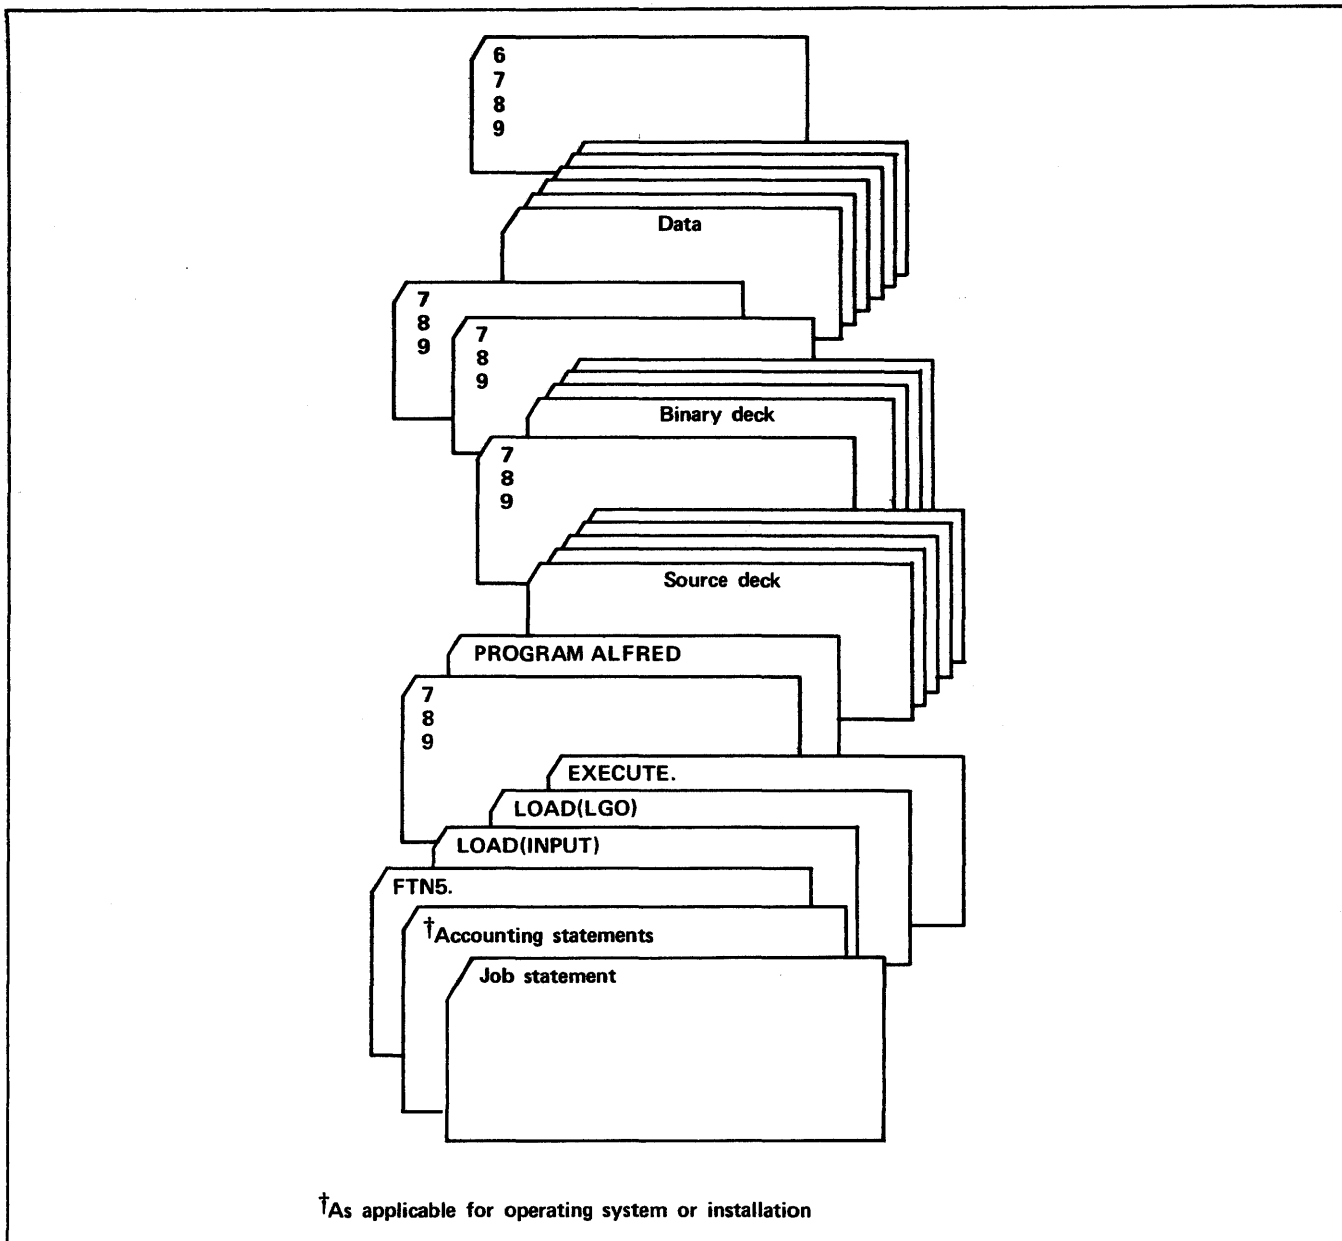 6
7
8
9
Data
7
8
9
7
8
9
Binary deck
7
8
9
Source deck
PROGRAM ALFRED
7
8
9
EXECUTE.
LOAD(LGO)
LOAD(INPUT)
FTN5.
†Accounting statements
Job statement
†As applicable for operating system or installation